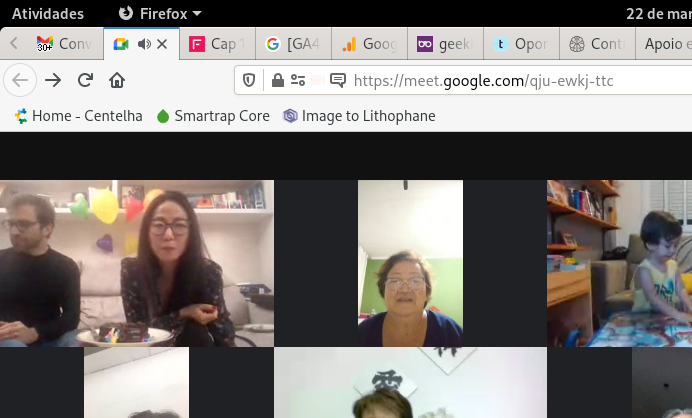 Atividades Firefox 22 de mar
30+ Conv Cap 1 [GA4 Goog geek t Opor Cont Apoio e
https://meet.google.com/qju-ewkj-ttc
Home - Centelha Smartrap Core Image to Lithophane